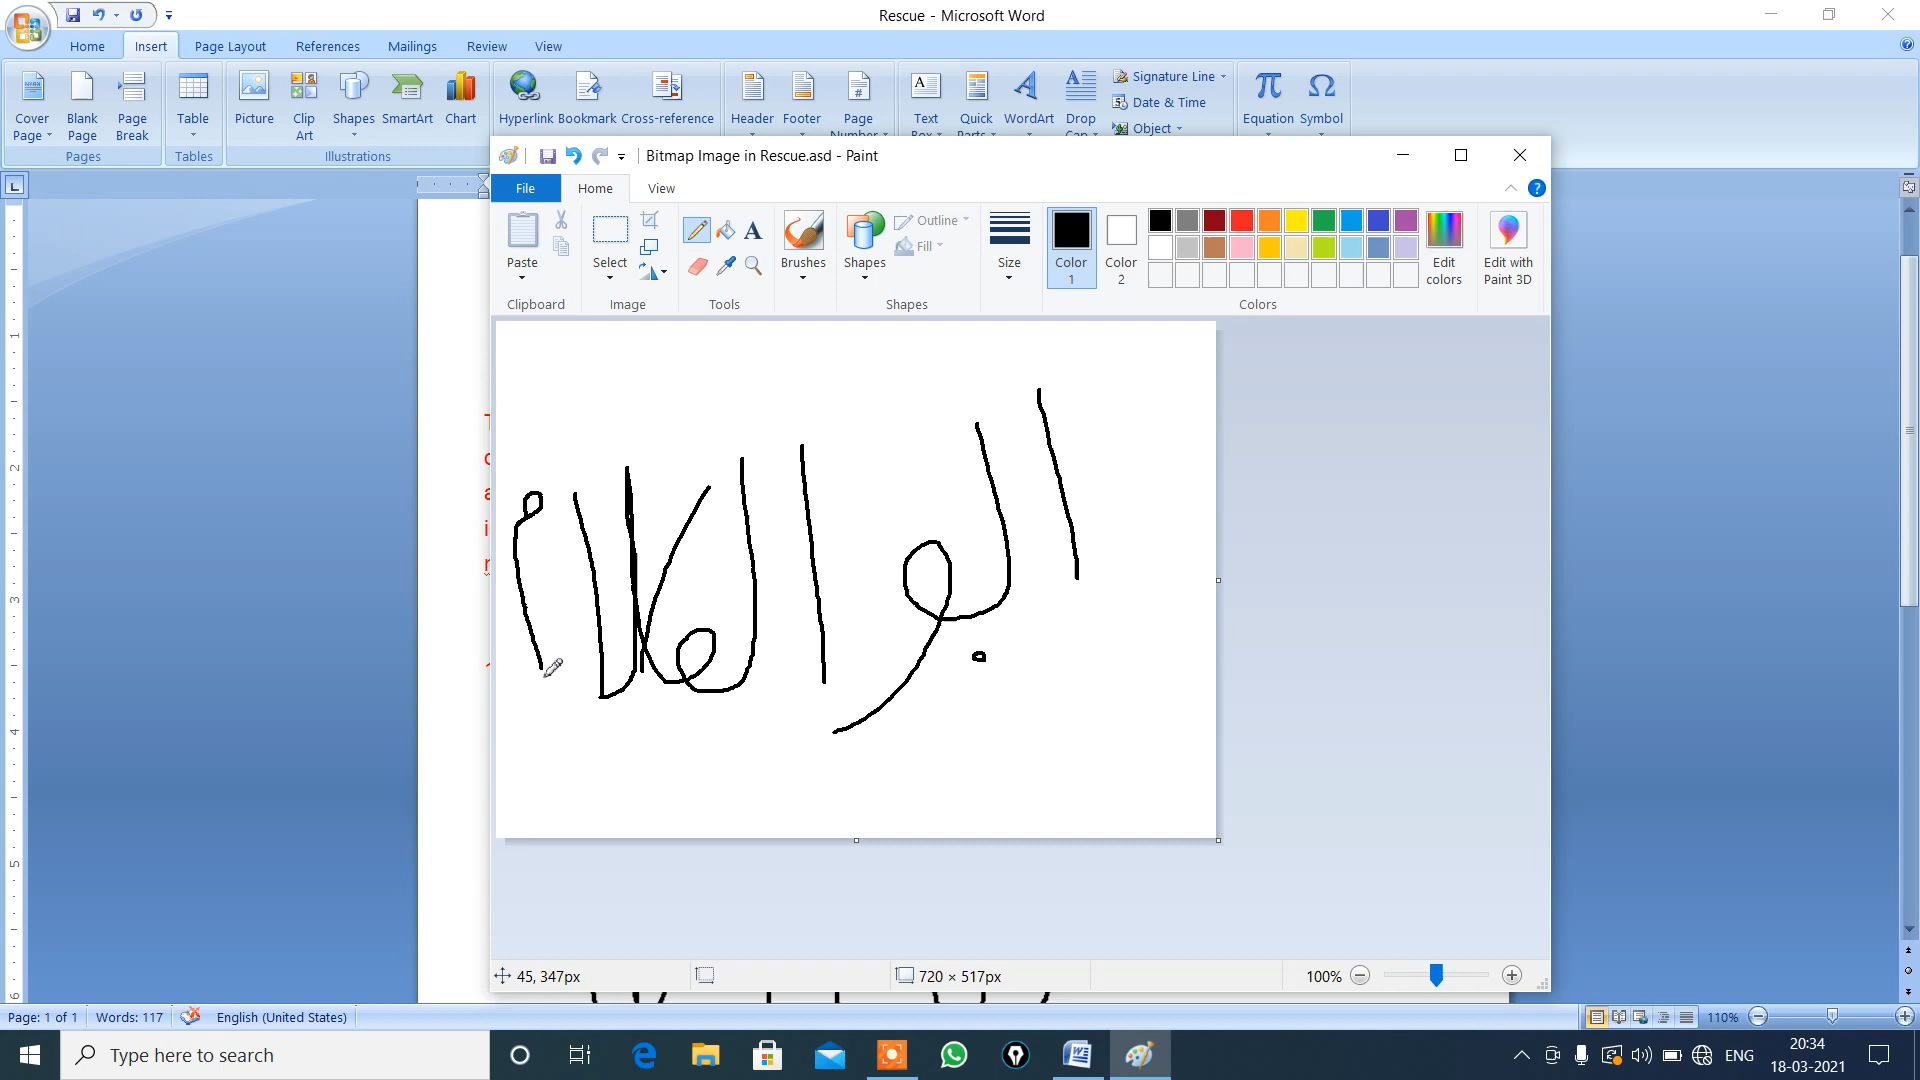 Rescue - Microsoft Word
Home Insert Page Layout References Mailings Review View
Cover Page Blank Page Page Break Table Picture Clip Art Shapes SmartArt Chart Hyperlink Bookmark Cross-reference Header Footer Page Number Text Box Quick Parts WordArt Drop Cap Signature Line Date & Time Object Equation Symbol
Pages Tables Illustrations
Bitmap Image in Rescue.asd - Paint
File Home View
Paste Select Brushes Shapes Outline Fill Size Color 1 Color 2 Edit colors Edit with Paint 3D
Clipboard Image Tools Shapes Colors
45, 347px 720 × 517px 100%
Page: 1 of 1 Words: 117 English (United States) 110%
Type here to search ENG 20:34
18-03-2021